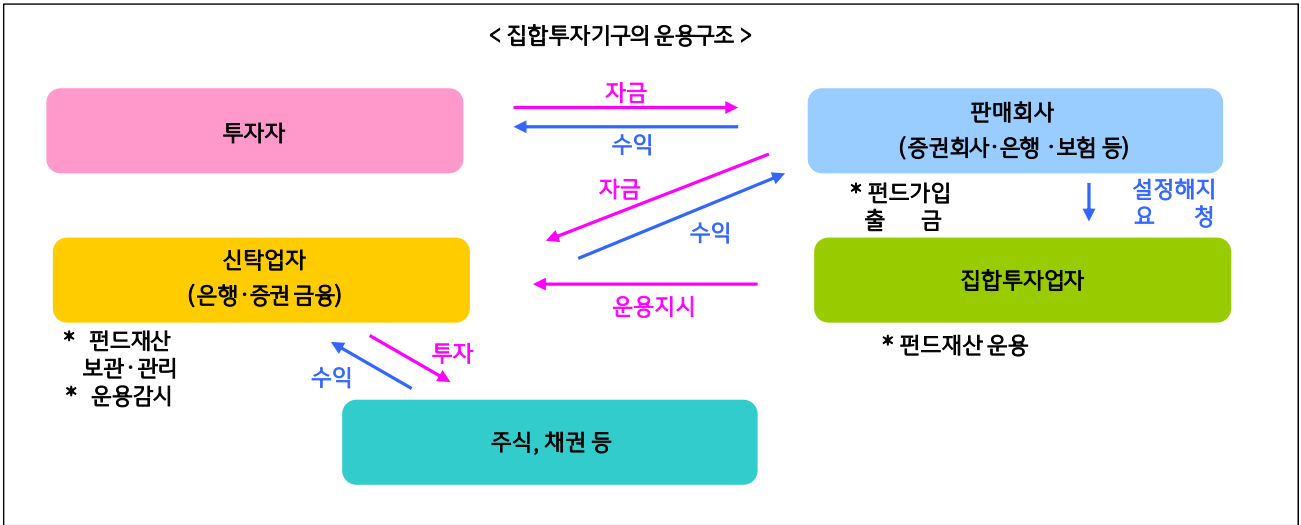 < 집합투자기구의 운용구조 >
자금
투자자
판매회사
(증권회사·은행 ·보험 등)
수익
자금
* 펀드가입
출 금
설정해지
요 청
수익
신탁업자
(은행·증권 금융)
집합투자업자
운용지시
* 펀드재산
보관·관리
* 운용감시
투자
수익
* 펀드재산 운용
주식, 채권 등